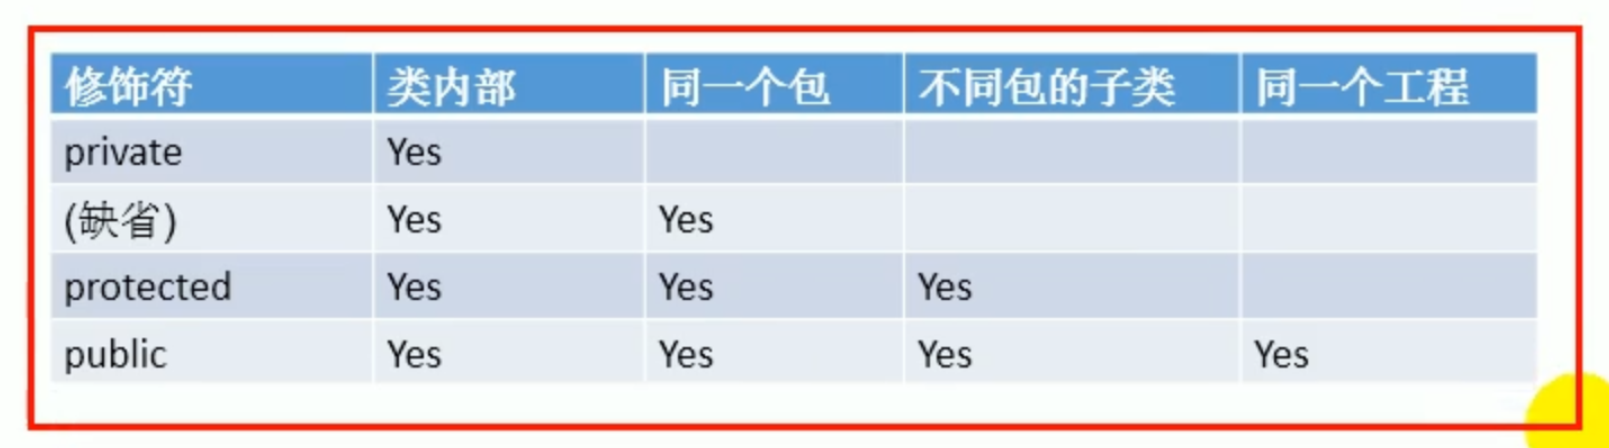 修饰符 类内部 同一个包 不同包的子类 同一个工程
private Yes
(缺省) Yes Yes
protected Yes Yes Yes
public Yes Yes Yes Yes